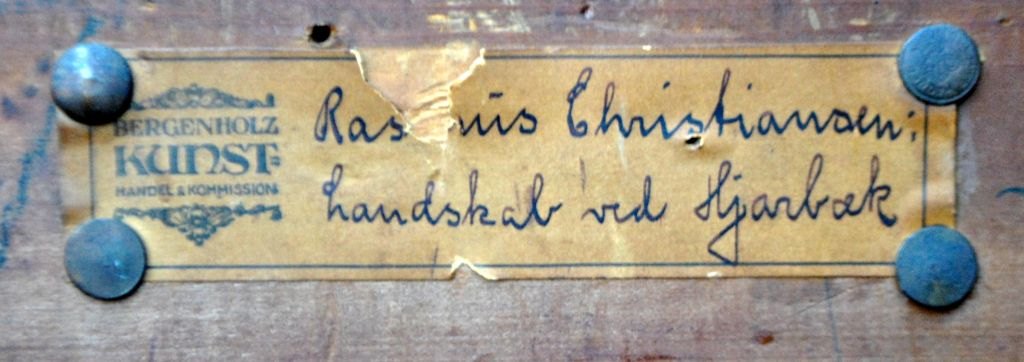 BERGENHOLZ
KUNST=
HANDEL & KOMMISSION
Christiansen:
Landskab ved Hjarbæk